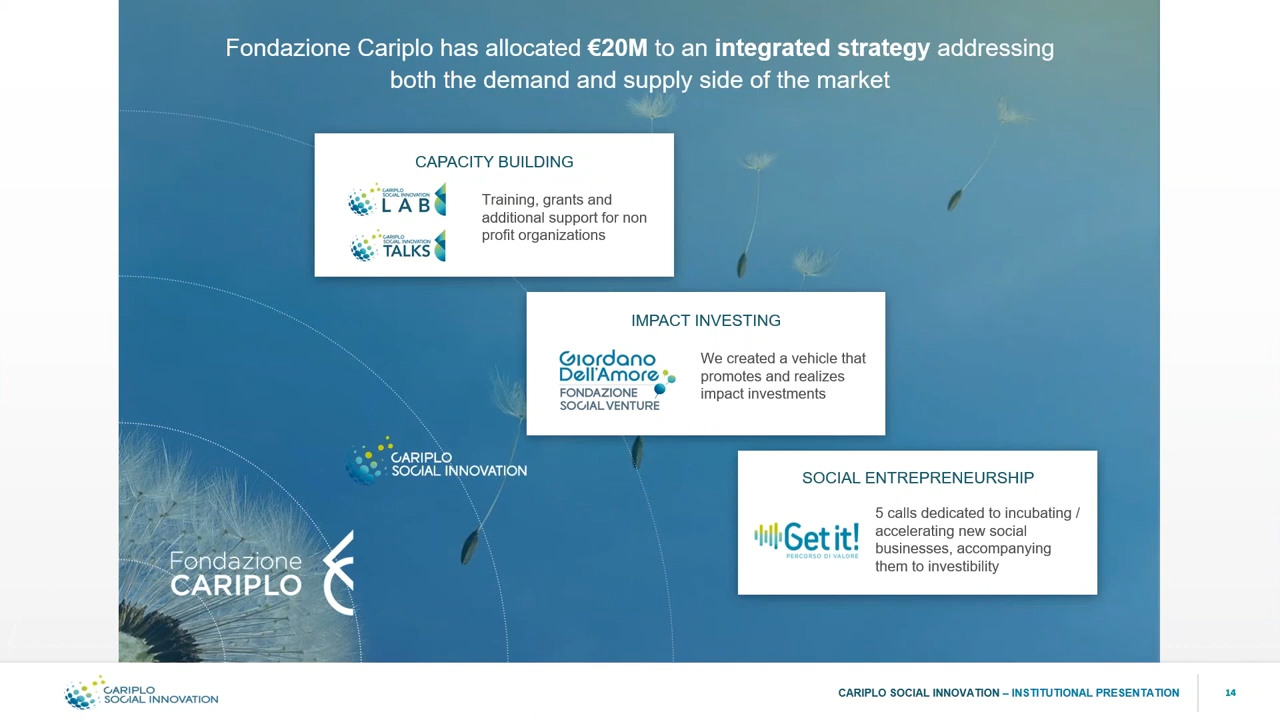 Fondazione Cariplo has allocated €20M to an integrated strategy addressing
both the demand and supply side of the market
CAPACITY BUILDING
CARIPLO
SOCIAL INNOVATION
LAB
CARIPLO
SOCIAL INNOVATION
TALKS
Training, grants and
additional support for non
profit organizations
IMPACT INVESTING
Giordano
Dell'Amore
FONDAZIONE
SOCIAL VENTURE
We created a vehicle that
promotes and realizes
impact investments
CARIPLO
SOCIAL INNOVATION
SOCIAL ENTREPRENEURSHIP
Get it!
PERCORSO DI VALORE
5 calls dedicated to incubating /
accelerating new social
businesses, accompanying
them to investibility
Fondazione
CARIPLO
CARIPLO
SOCIAL INNOVATION
CARIPLO SOCIAL INNOVATION – INSTITUTIONAL PRESENTATION
14